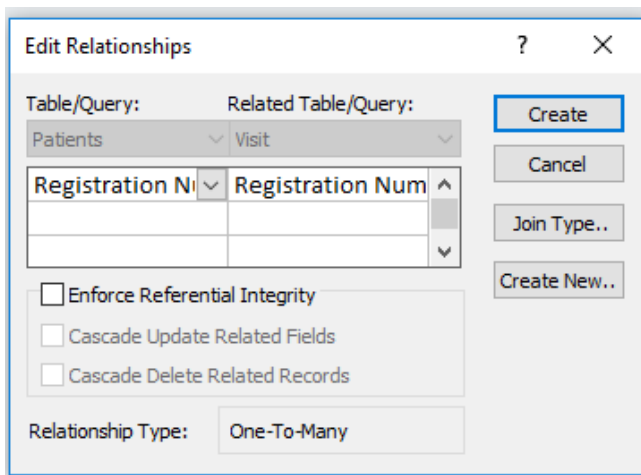 Edit Relationships ?
Table/Query: Related Table/Query:
Create
Patients Visit
Cancel
Registration Nu Registration Num
Join Type..
Create New..
Enforce Referential Integrity
Cascade Update Related Fields
Cascade Delete Related Records
Relationship Type: One-To-Many